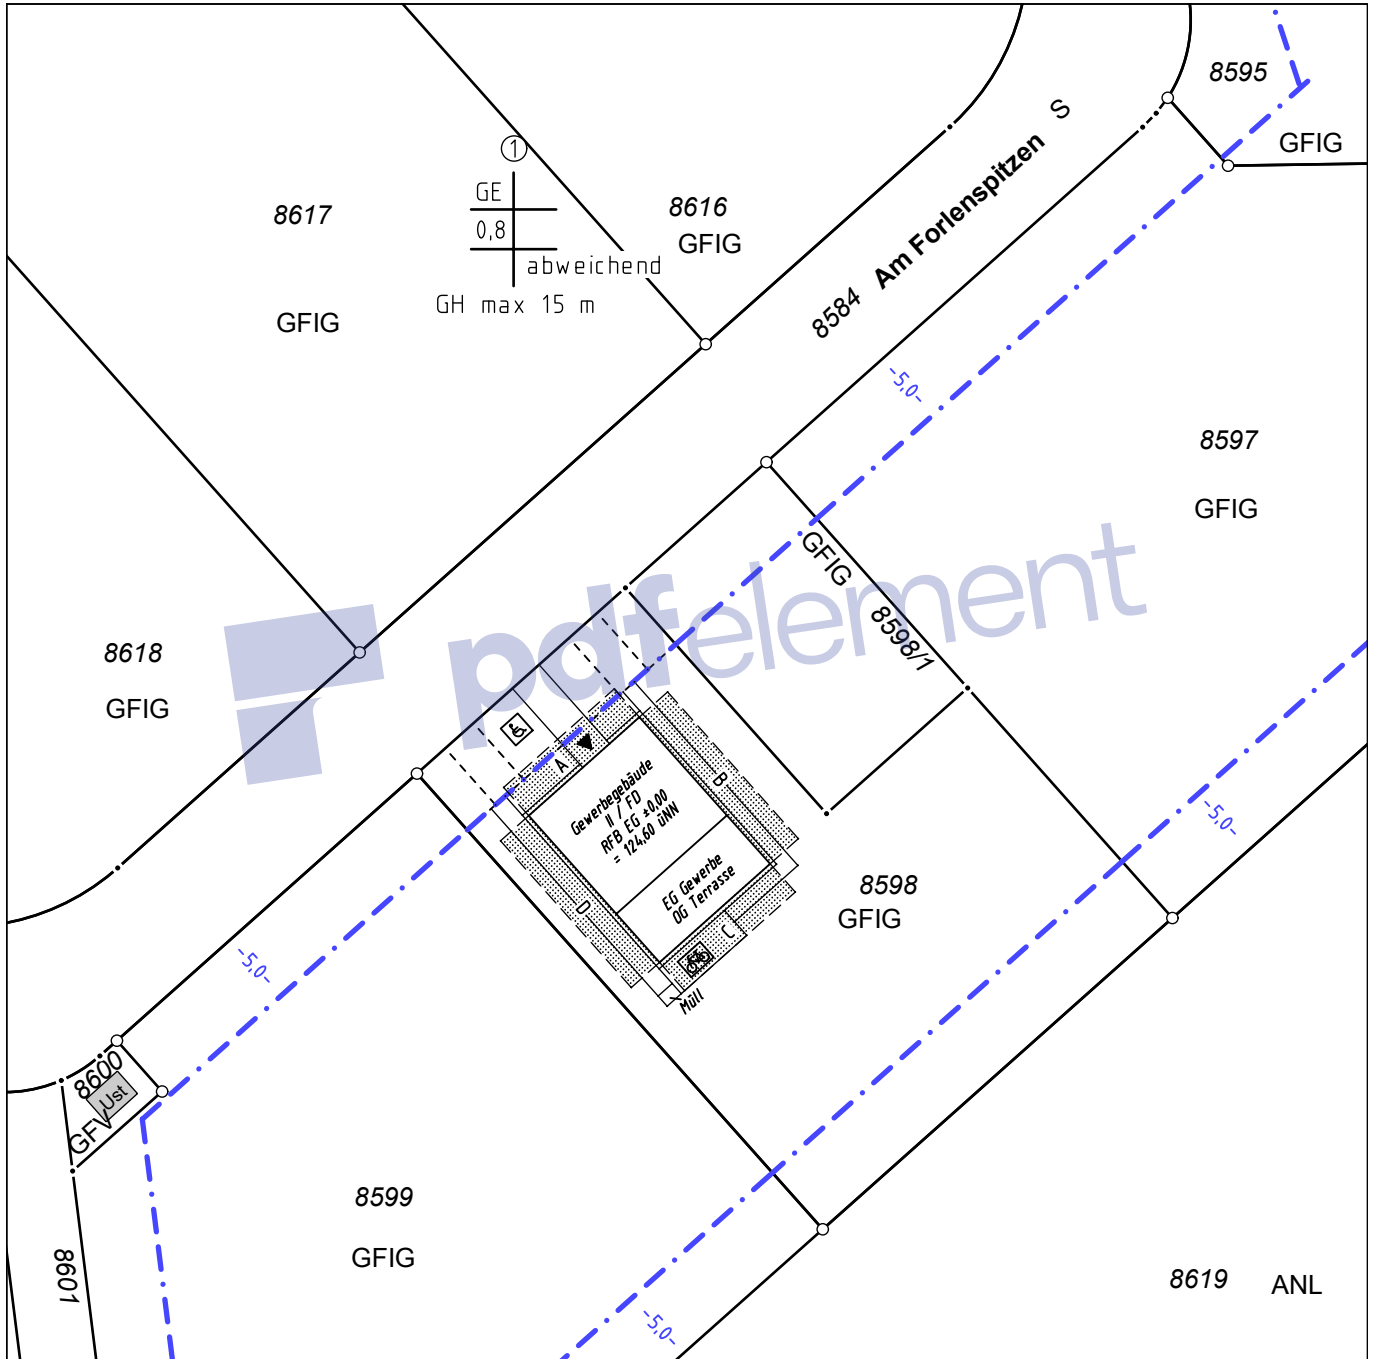 8595
GFIG
S
Am Forlenspitzen
8584
1
GE
0,8
abweichend
GH max 15 m
8617
GFIG
8616
GFIG
-5,0-
8597
GFIG
GFIG
8598/1
pdfelement
8618
GFIG
A
B
Gewerbegebäude
II / FD
RFB EG ±0,00
= 124,60 üNN
EG Gewerbe
OG Terrasse
D
C
Müll
8598
GFIG
-5,0-
-5,0-
8600
Ust
GFV
8599
GFIG
8601
-5,0-
8619
ANL